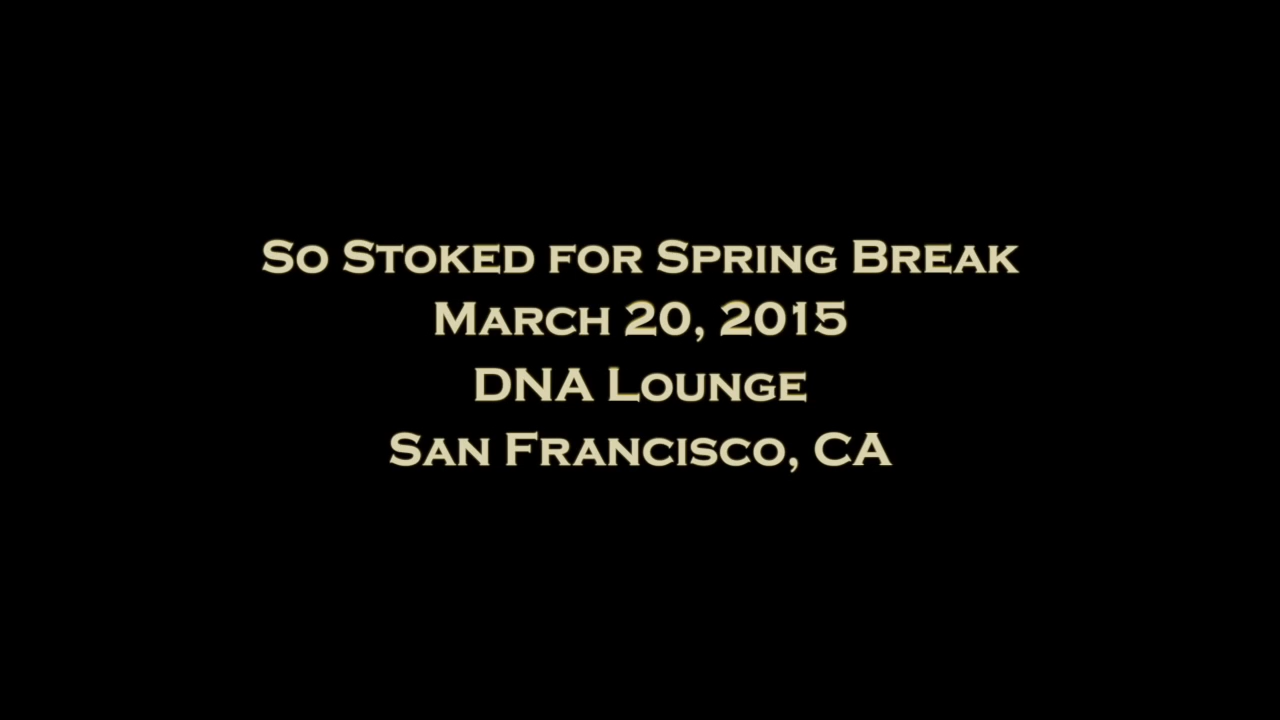 So Stoked for Spring Break
March 20, 2015
DNA Lounge
San Francisco, CA